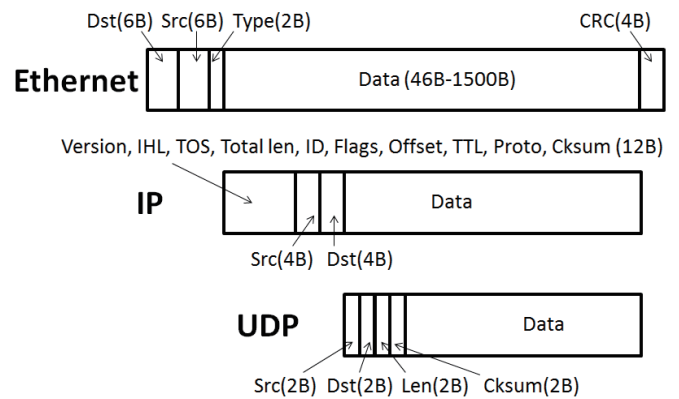 Dst(6B) Src(6B) Type(2B) CRC(4B)
Ethernet Data (46B-1500B)
Version, IHL, TOS, Total len, ID, Flags, Offset, TTL, Proto, Cksum (12B)
IP Data
Src(4B) Dst(4B)
UDP Data
Src(2B) Dst(2B) Len(2B) Cksum(2B)